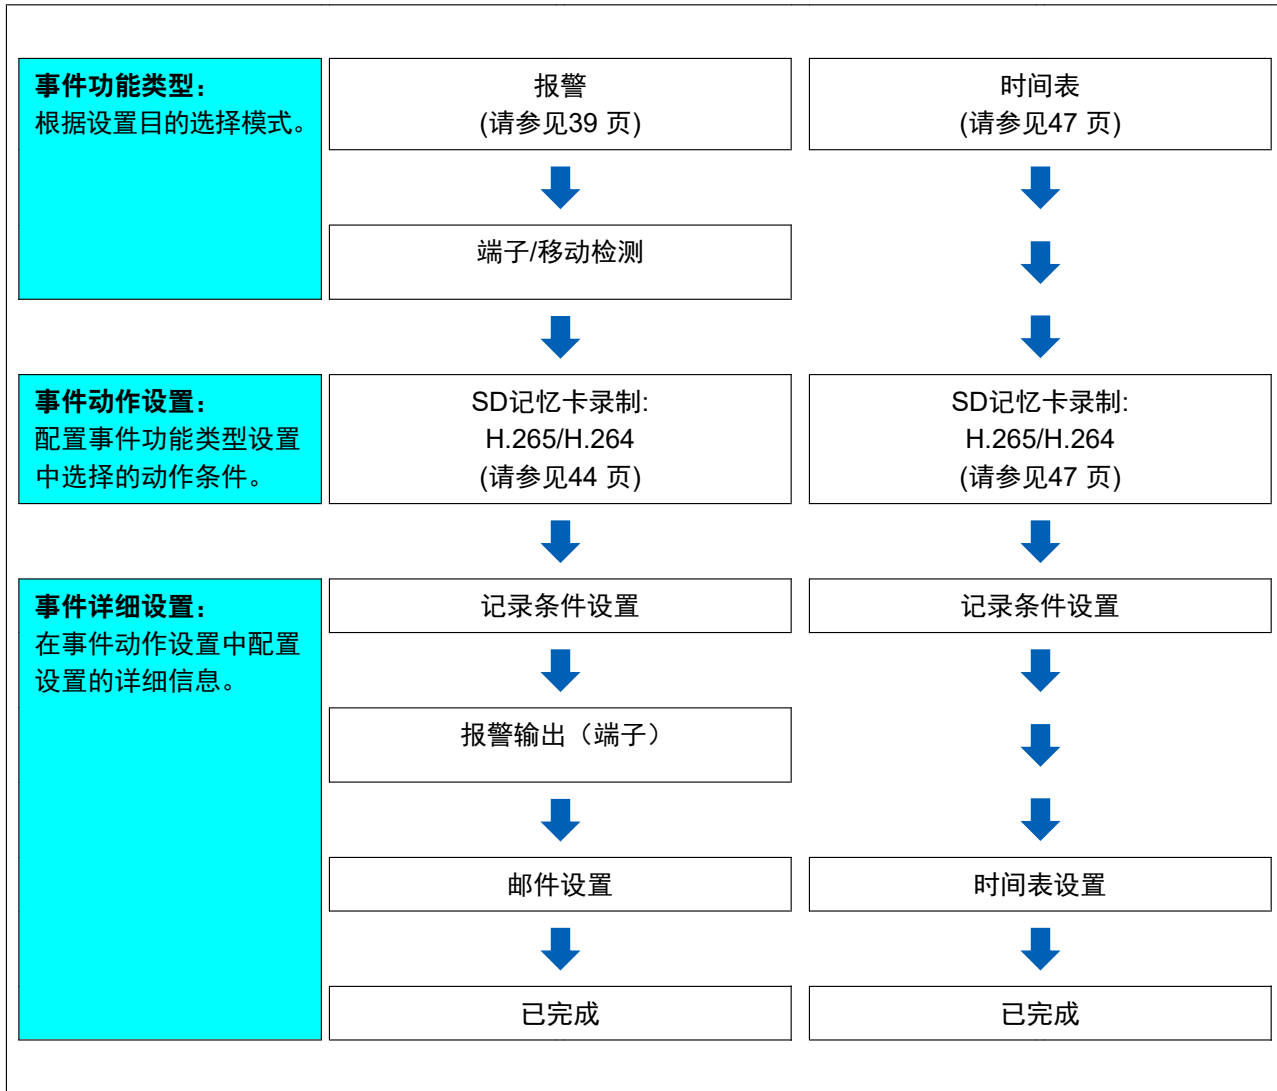 事件功能类型：
根据设置目的选择模式。
报警
(请参见39 页)
时间表
(请参见47 页)
端子/移动检测
事件动作设置：
配置事件功能类型设置
中选择的动作条件。
SD记忆卡录制:
H.265/H.264
(请参见44 页)
SD记忆卡录制:
H.265/H.264
(请参见47 页)
事件详细设置：
在事件动作设置中配置
设置的详细信息。
记录条件设置
记录条件设置
报警输出（端子）
邮件设置
时间表设置
已完成
已完成